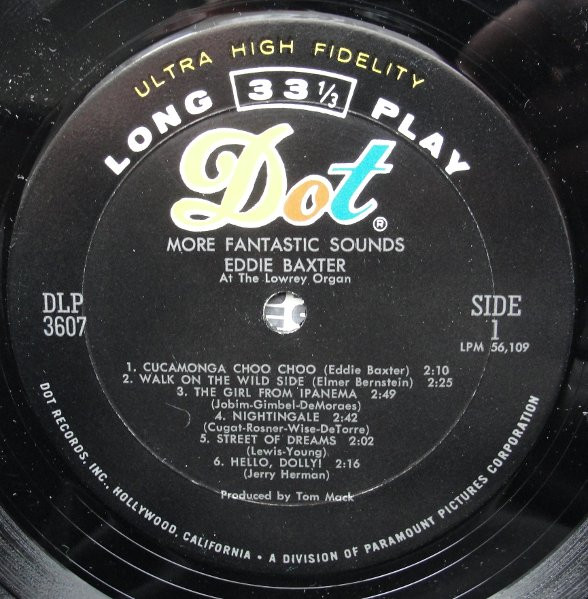 ULTRA HIGH FIDELITY
LONG 33 1/3 PLAY
Dot®
MORE FANTASTIC SOUNDS
EDDIE BAXTER
At The Lowrey Organ
DLP
3607
SIDE
1
LPM 56,109
1. CUCAMONGA CHOO CHOO (Eddie Baxter) 2:10
2. WALK ON THE WILD SIDE (Elmer Bernstein) 2:25
3. THE GIRL FROM IPANEMA 2:49
(Jobim-Gimbel-DeMoraes)
4. NIGHTINGALE 2:42
(Cugat-Rosner-Wise-DeTorre)
5. STREET OF DREAMS 2:02
(Lewis-Young)
6. HELLO, DOLLY! 2:16
(Jerry Herman)
Produced by Tom Mack
DOT RECORDS, INC., HOLLYWOOD, CALIFORNIA • A DIVISION OF PARAMOUNT PICTURES CORPORATION